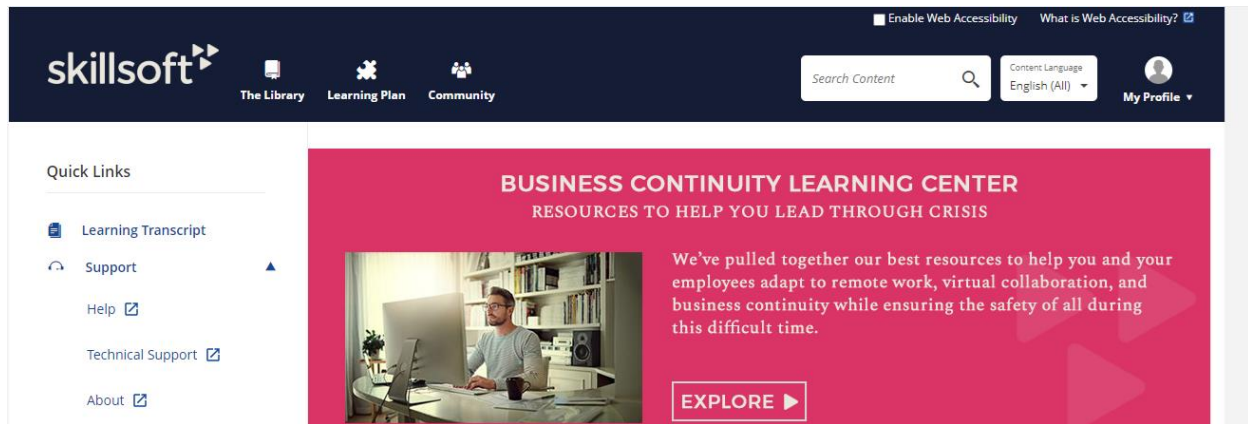 Enable Web Accessibility What is Web Accessibility?
skillsoft
The Library Learning Plan Community
Search Content
Content Language
English (All)
My Profile
Quick Links
Learning Transcript
Support
Help
Technical Support
About
BUSINESS CONTINUITY LEARNING CENTER
RESOURCES TO HELP YOU LEAD THROUGH CRISIS
We've pulled together our best resources to help you and your
employees adapt to remote work, virtual collaboration, and
business continuity while ensuring the safety of all during
this difficult time.
EXPLORE